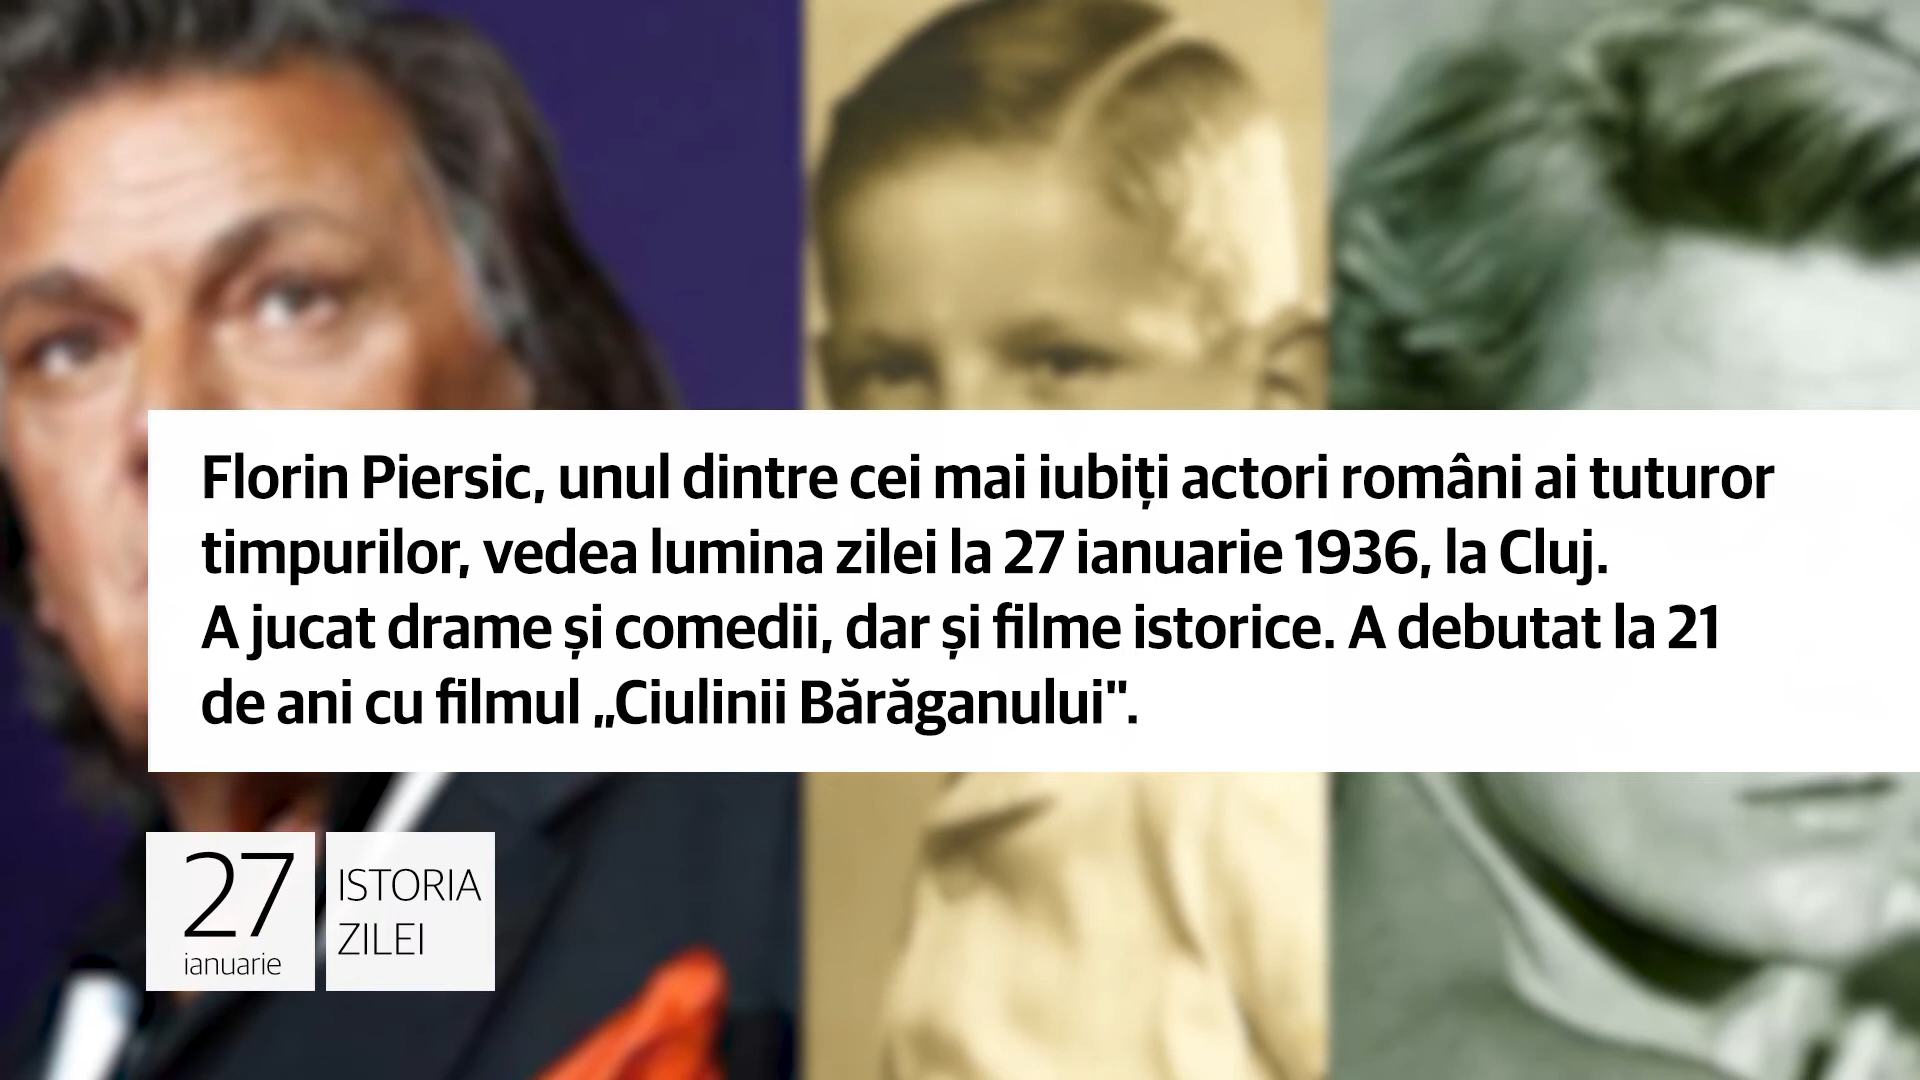 Florin Piersic, unul dintre cei mai iubiți actori români ai tuturor
timpurilor, vedea lumina zilei la 27 ianuarie 1936, la Cluj.
A jucat drame și comedii, dar și filme istorice. A debutat la 21
de ani cu filmul „Ciulinii Bărăganului".
27
ianuarie
ISTORIA
ZILEI